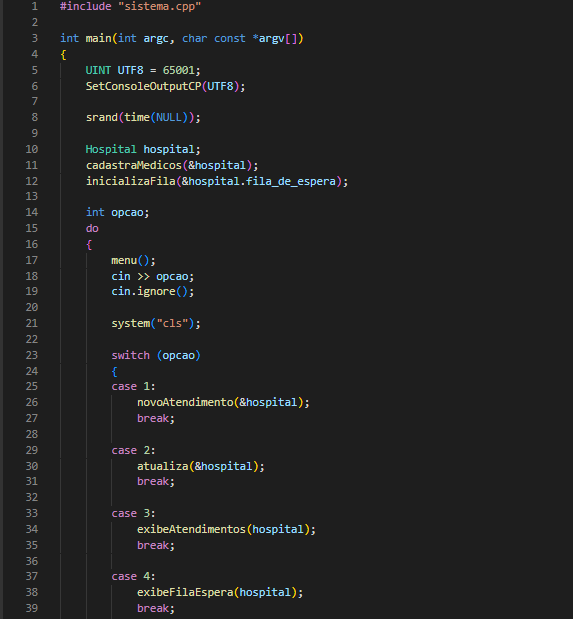 1 #include "sistema.cpp"
2
3 int main(int argc, char const *argv[])
4 {
5 UINT UTF8 = 65001;
6 SetConsoleOutputCP(UTF8);
7
8 srand(time(NULL));
9
10 Hospital hospital;
11 cadastraMedicos(&hospital);
12 inicializaFila(&hospital.fila_de_espera);
13
14 int opcao;
15 do
16 {
17 menu();
18 cin >> opcao;
19 cin.ignore();
20
21 system("cls");
22
23 switch (opcao)
24 {
25 case 1:
26 novoAtendimento(&hospital);
27 break;
28
29 case 2:
30 atualiza(&hospital);
31 break;
32
33 case 3:
34 exibeAtendimentos(hospital);
35 break;
36
37 case 4:
38 exibeFilaEspera(hospital);
39 break;